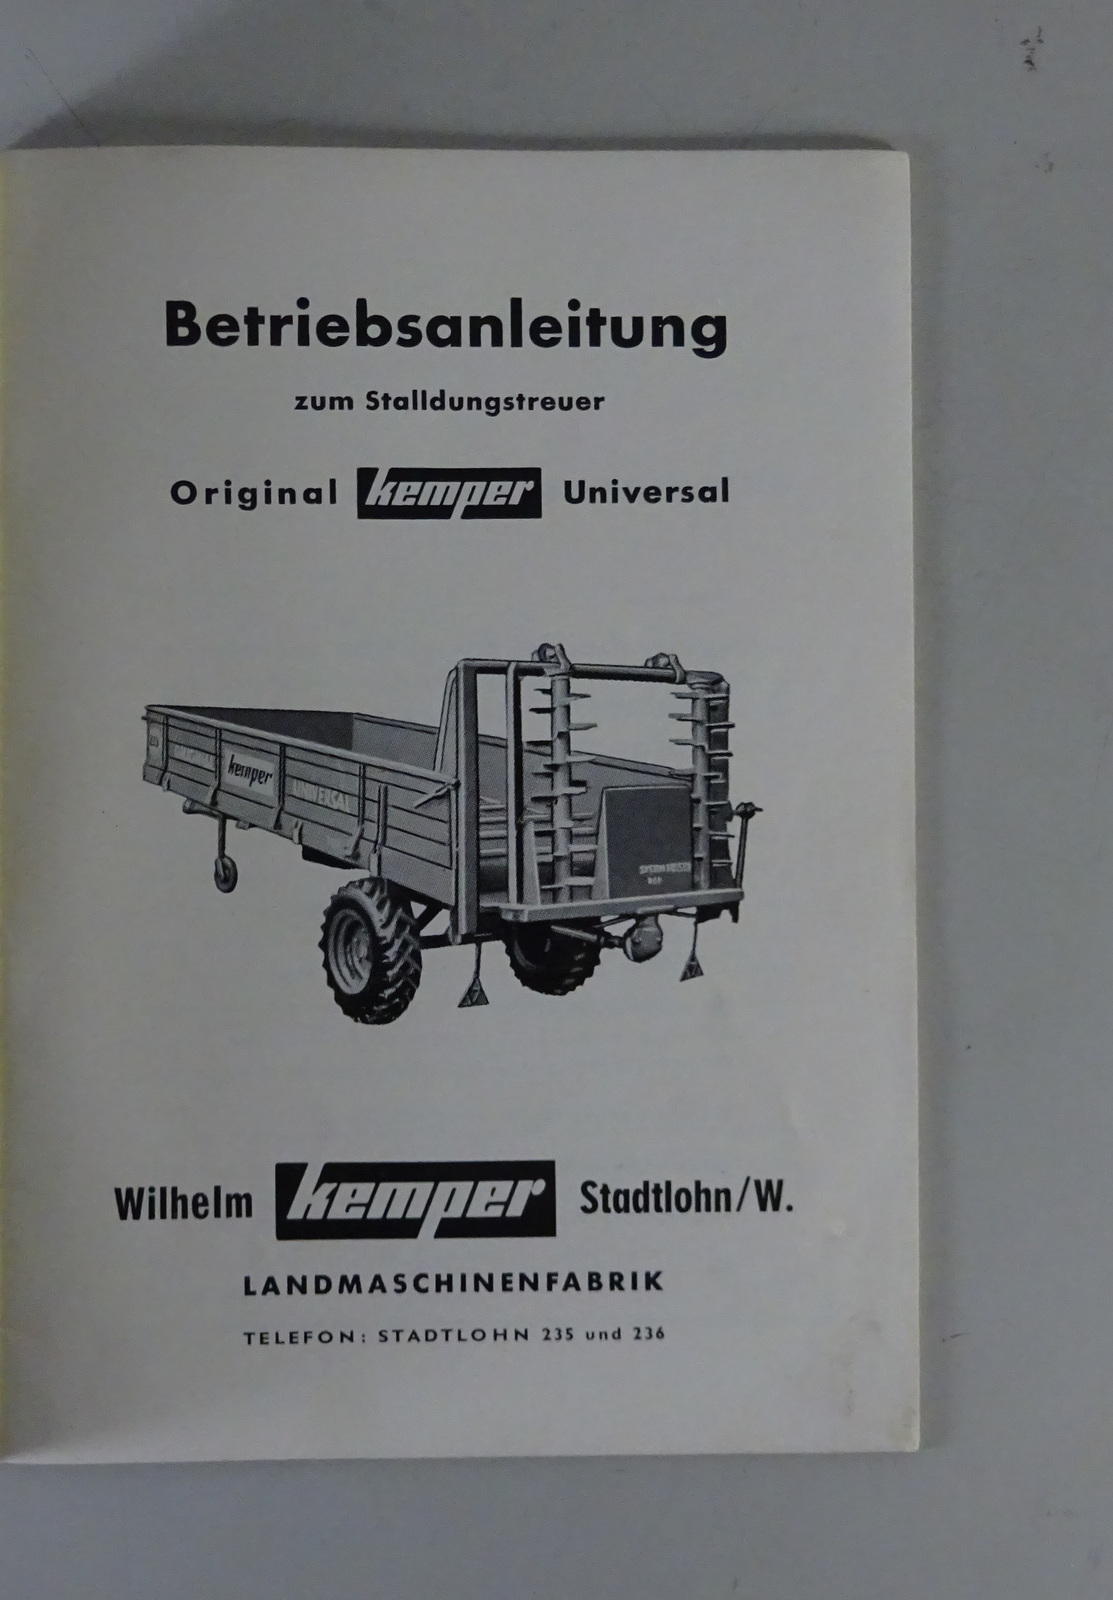 Betriebsanleitung
zum Stalldungstreuer
Original kemper Universal
kemper
UNIVERSAL
Wilhelm kemper Stadtlohn/W.
LANDMASCHINENFABRIK
TELEFON: STADTLOHN 235 und 236